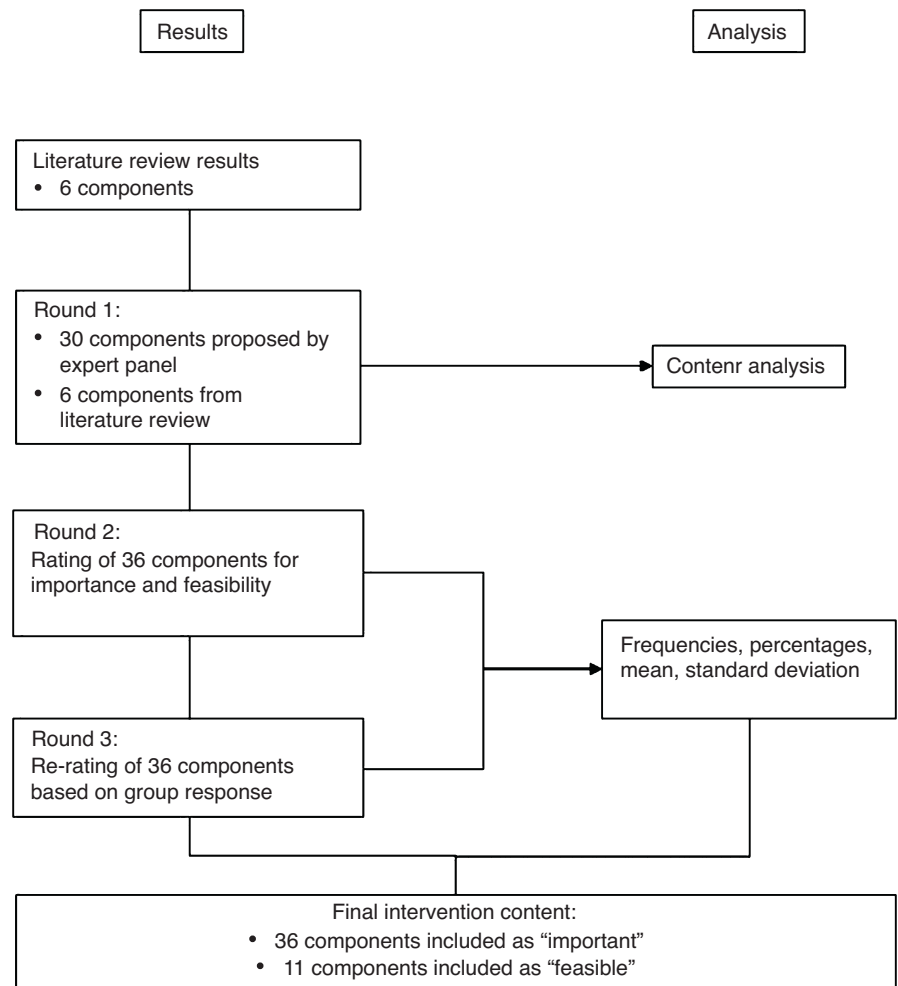 Results
Analysis
Literature review results
• 6 components
Round 1:
• 30 components proposed by
expert panel
• 6 components from
literature review
Contenr analysis
Round 2:
Rating of 36 components for
importance and feasibility
Frequencies, percentages,
mean, standard deviation
Round 3:
Re-rating of 36 components
based on group response
Final intervention content:
• 36 components included as “important”
• 11 components included as “feasible”